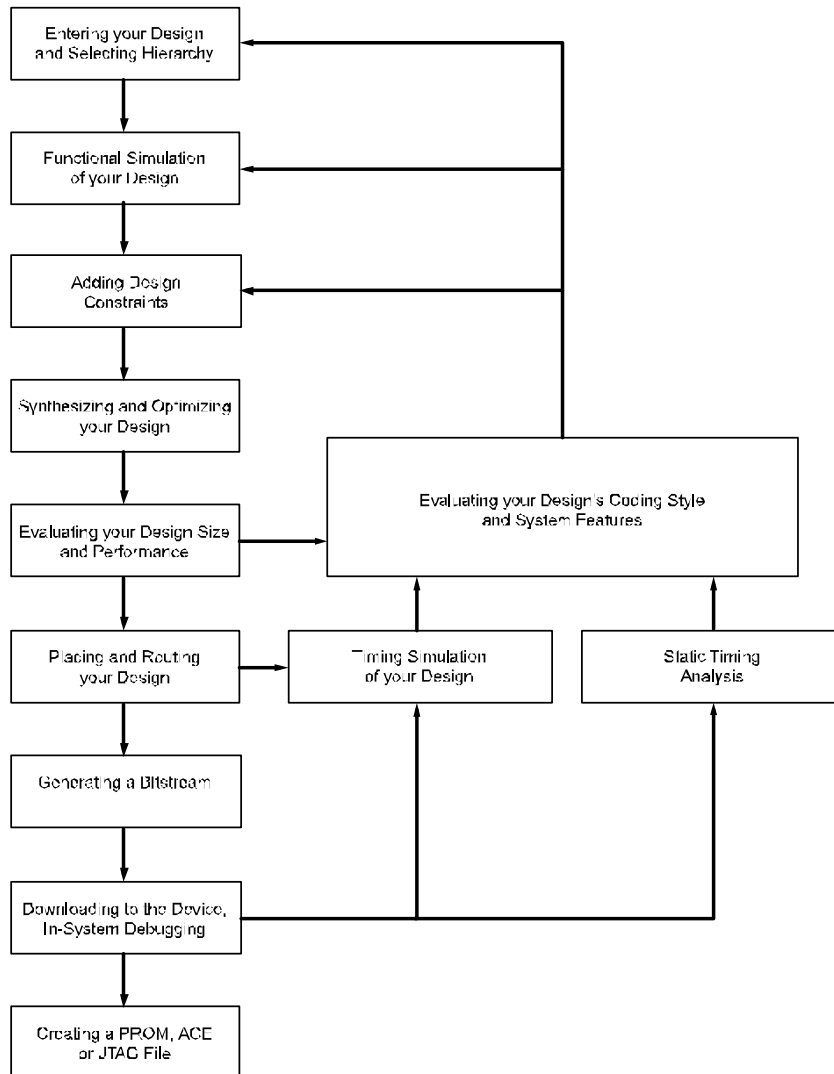 Entering your Design
and Selecting Hierarchy
Functional Simulation
of your Design
Adding Design
Constraints
Synthesizing and Optimizing
your Design
Evaluating your Design's Coding Style
and System Features
Evaluating your Design Size
and Performance
Placing and Routing
your Design
Timing Simulation
of your Design
Static Timing
Analysis
Generating a Bitstream
Downloading to the Device,
In-System Debugging
Creating a PROM, ACE
or JTAG File